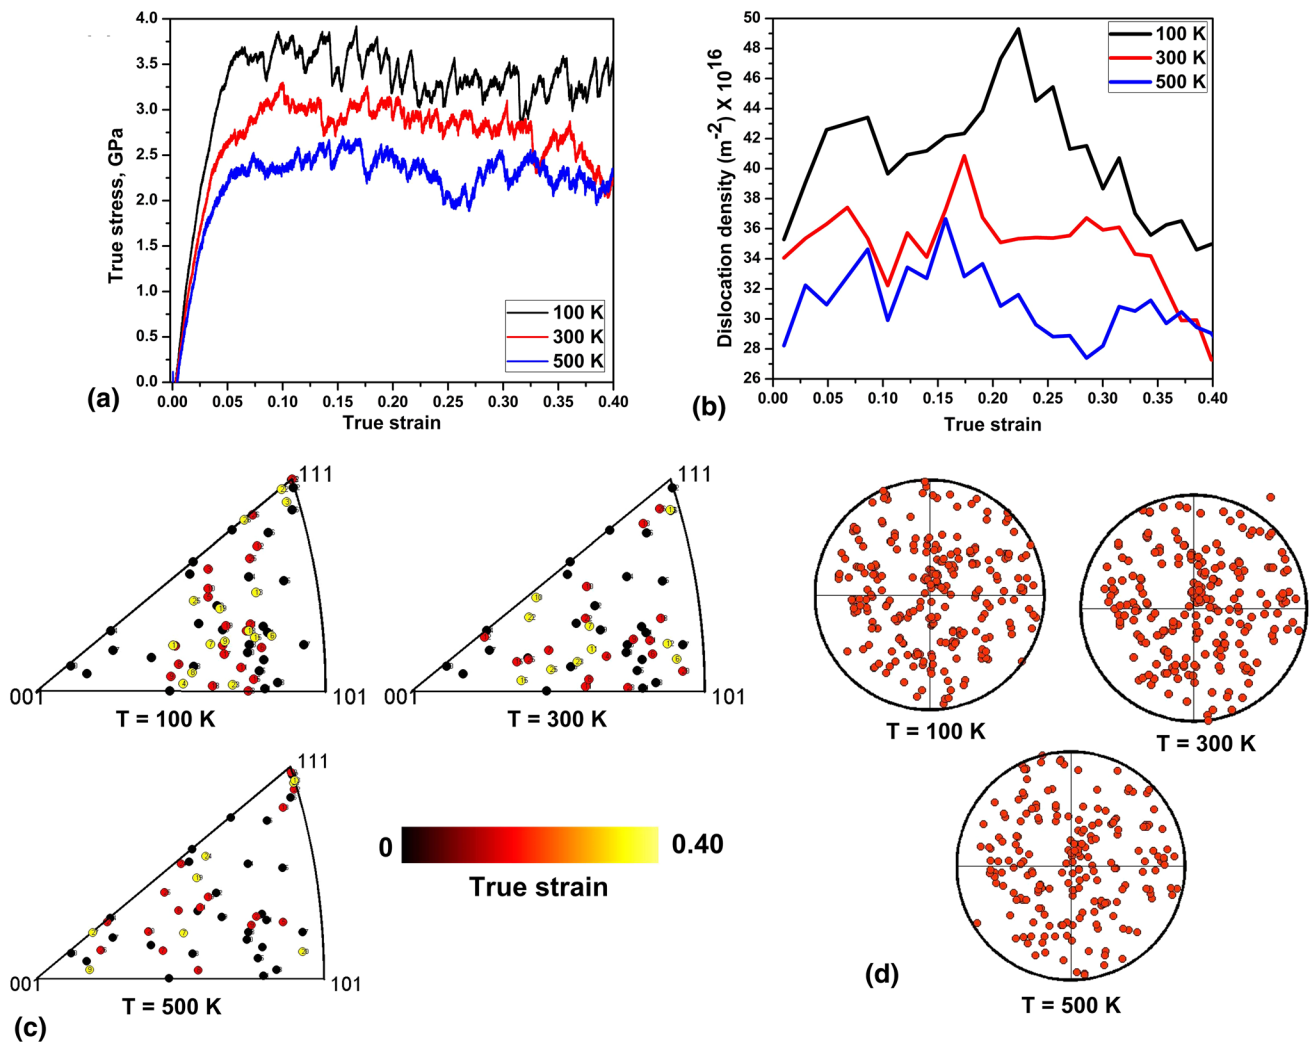 4.0
3.5
3.0
2.5
2.0
1.5
1.0
0.5
0.0
True stress, GPa
100 K
300 K
500 K
0.00 0.05 0.10 0.15 0.20 0.25 0.30 0.35 0.40
True strain
(a)
50
48
46
44
42
40
38
36
34
32
30
28
26
Dislocation density (m-2) X 1016
100 K
300 K
500 K
0.00 0.05 0.10 0.15 0.20 0.25 0.30 0.35 0.40
True strain
(b)
111
001
101
T = 100 K
111
001
101
T = 300 K
111
001
101
T = 500 K
0
0.40
True strain
(c)
T = 100 K
T = 300 K
T = 500 K
(d)